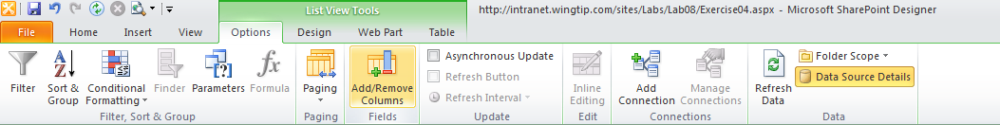 List View Tools
http://intranet.wingtip.com/sites/Labs/Lab08/Exercise04.aspx - Microsoft SharePoint Designer
File Home Insert View Options Design Web Part Table
Filter
Sort &
Group
Conditional
Formatting
Finder
Parameters
Formula
Filter, Sort & Group
Paging
Paging
Add/Remove
Columns
Fields
Asynchronous Update
Refresh Button
Refresh Interval
Update
Inline
Editing
Edit
Add
Connection
Manage
Connections
Connections
Refresh
Data
Folder Scope
Data Source Details
Data